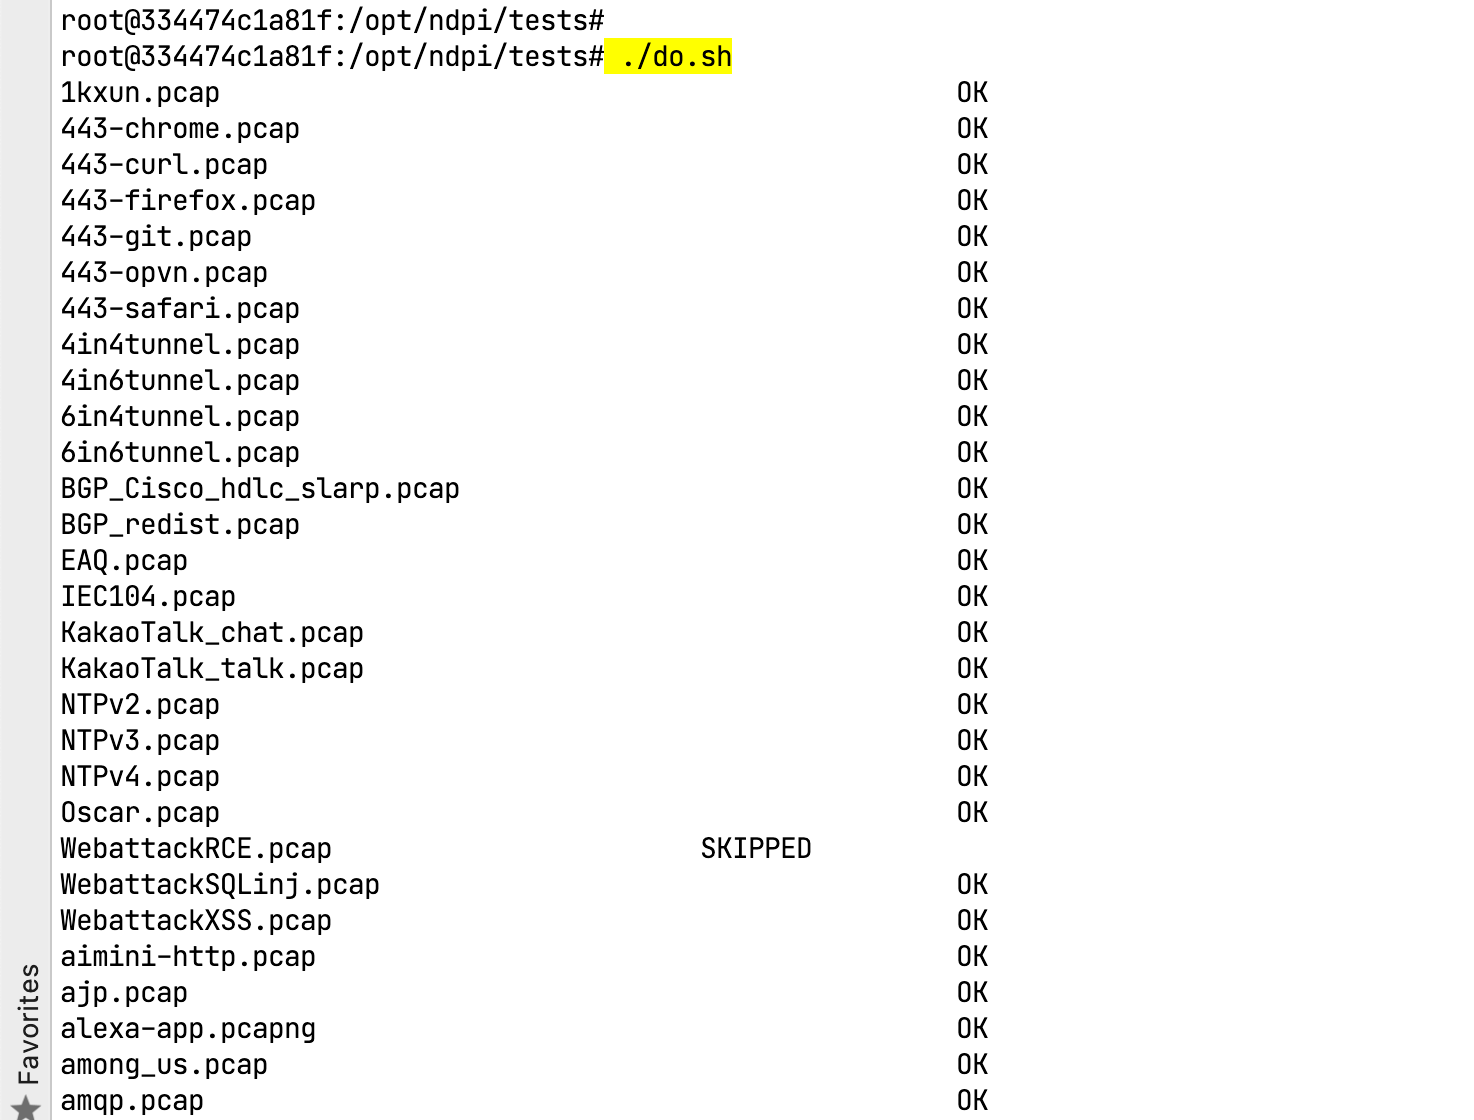 root@334474c1a81f:/opt/ndpi/tests#
root@334474c1a81f:/opt/ndpi/tests# ./do.sh
1kxun.pcap OK
443-chrome.pcap OK
443-curl.pcap OK
443-firefox.pcap OK
443-git.pcap OK
443-opvn.pcap OK
443-safari.pcap OK
4in4tunnel.pcap OK
4in6tunnel.pcap OK
6in4tunnel.pcap OK
6in6tunnel.pcap OK
BGP_Cisco_hdlc_slarp.pcap OK
BGP_redist.pcap OK
EAQ.pcap OK
IEC104.pcap OK
KakaoTalk_chat.pcap OK
KakaoTalk_talk.pcap OK
NTPv2.pcap OK
NTPv3.pcap OK
NTPv4.pcap OK
Oscar.pcap OK
WebattackRCE.pcap SKIPPED
WebattackSQLinj.pcap OK
WebattackXSS.pcap OK
aimini-http.pcap OK
ajp.pcap OK
alexa-app.pcapng OK
among_us.pcap OK
amqp.pcap OK
Favorites